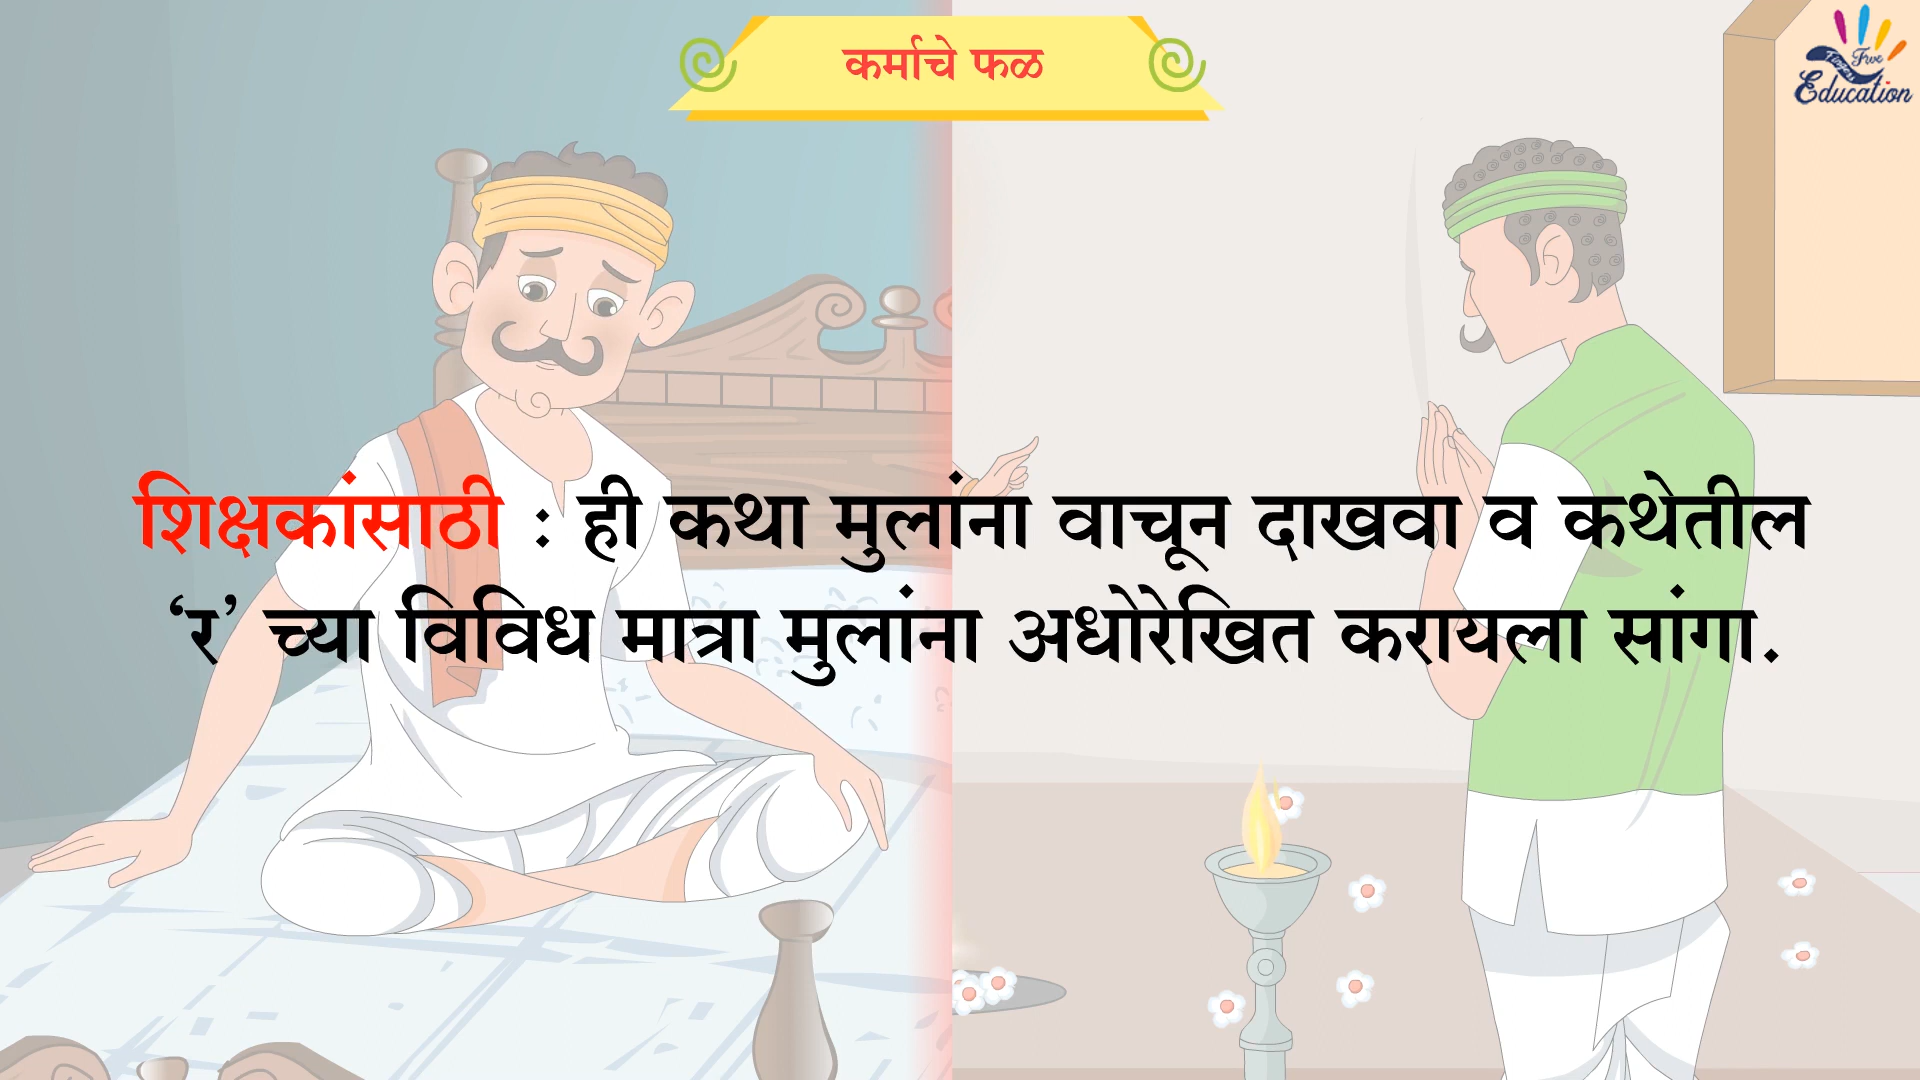 कर्माचे फळ
Five
Fingers
Education
शिक्षकांसाठी : ही कथा मुलांना वाचून दाखवा व कथेतील
‘र’ च्या विविध मात्रा मुलांना अधोरेखित करायला सांगा.